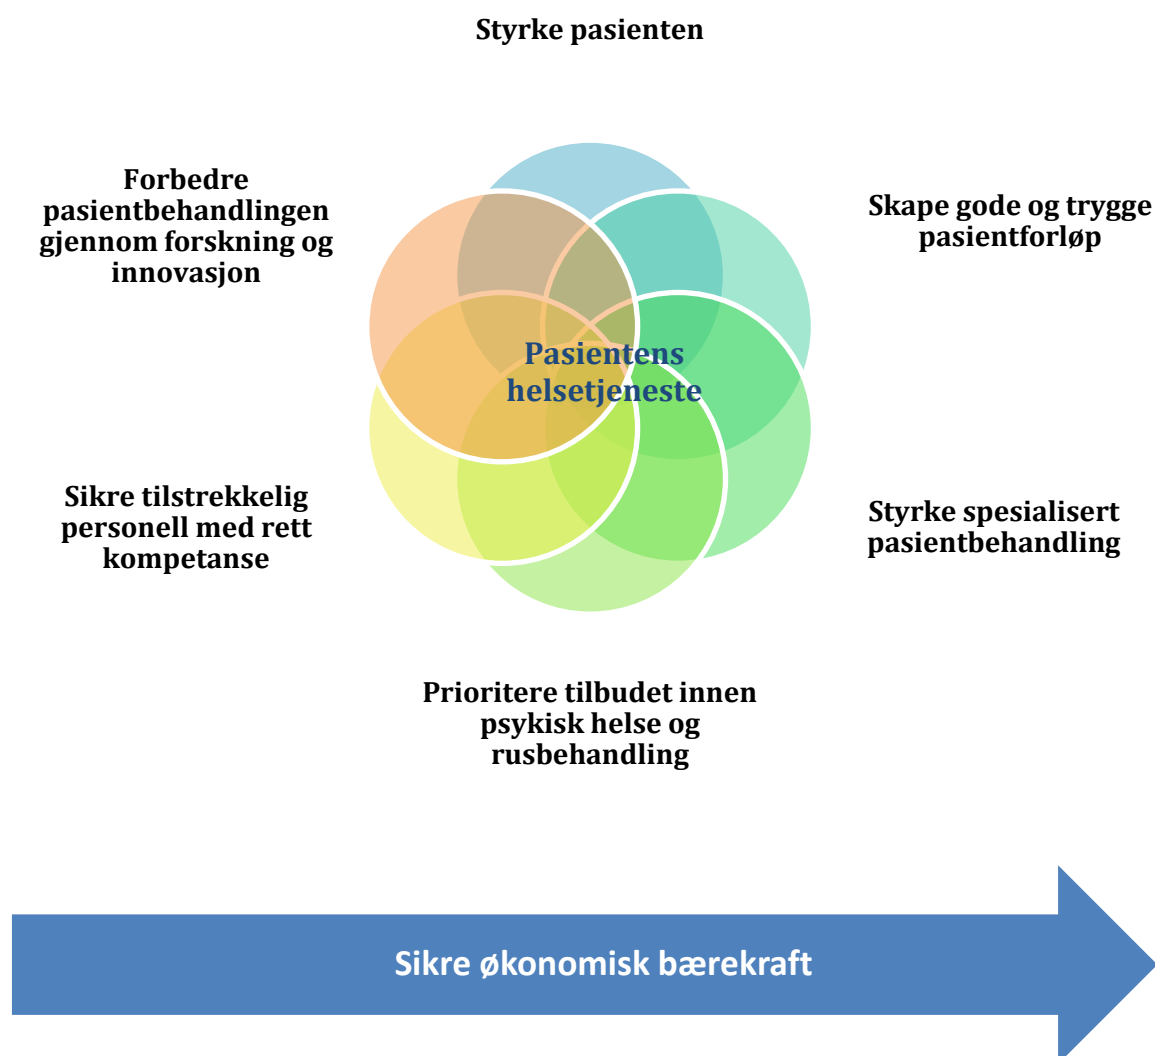 Styrke pasienten
Forbedre
pasientbehandlingen
gjennom forskning og
innovasjon
Skape gode og trygge
pasientforløp
Pasientens
helsetjeneste
Sikre tilstrekkelig
personell med rett
kompetanse
Styrke spesialisert
pasientbehandling
Prioritere tilbudet innen
psykisk helse og
rusbehandling
Sikre økonomisk bærekraft